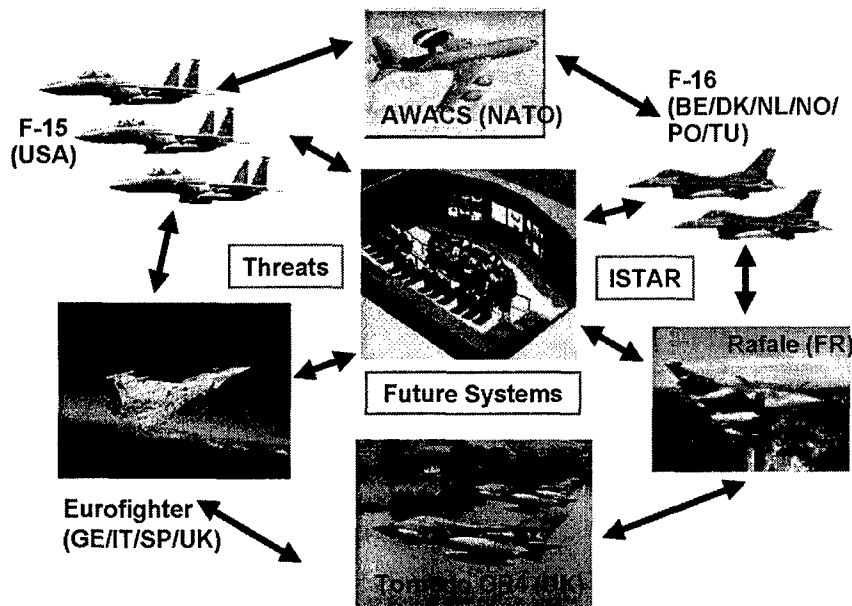 AWACS (NATO)
F-15
(USA)
F-16
(BE/DK/NL/NO/
PO/TU)
Threats
ISTAR
Rafale (FR)
Future Systems
Eurofighter
(GE/IT/SP/UK)
GR4 (UK)